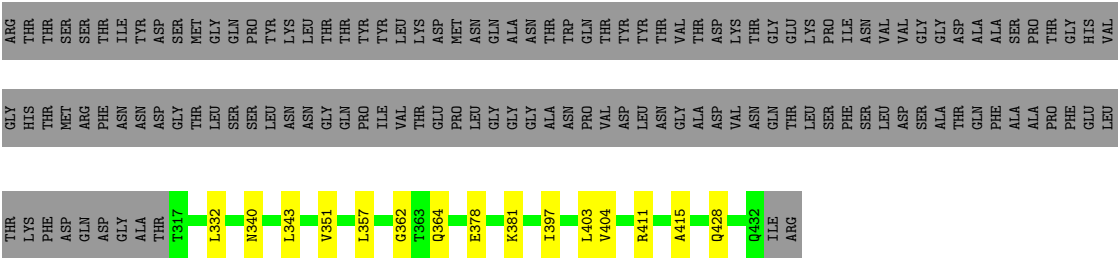 ARG THR THR SER SER THR ILE TYR ASP SER MET GLY GLN PRO TYR LYS LEU THR THR TYR TYR LEU LYS ASP MET ASN GLN ALA ASN THR TRP GLN THR TYR TYR THR VAL THR ASP LYS THR GLY GLU LYS PRO ILE ASN VAL VAL GLY GLY ASP ALA ALA SER PRO THR GLY HIS VAL
GLY HIS THR MET ARG PHE ASN ASN ASP GLY THR LEU SER SER LEU ASN ASN GLY GLN PRO ILE VAL THR GLU PRO LEU GLY GLY GLY ALA ASN PRO VAL ASP LEU ASN GLY ALA ASP VAL ASN GLN THR LEU SER PHE SER LEU ASP SER ALA THR GLN PHE ALA ALA PRO PHE GLU LEU
THR LYS PHE ASP GLN ASP GLY ALA THR T317 L332 N340 L343 V351 L357 G362 T363 Q364 E378 K381 I397 L403 V404 R411 A415 Q428 Q432 ILE ARG